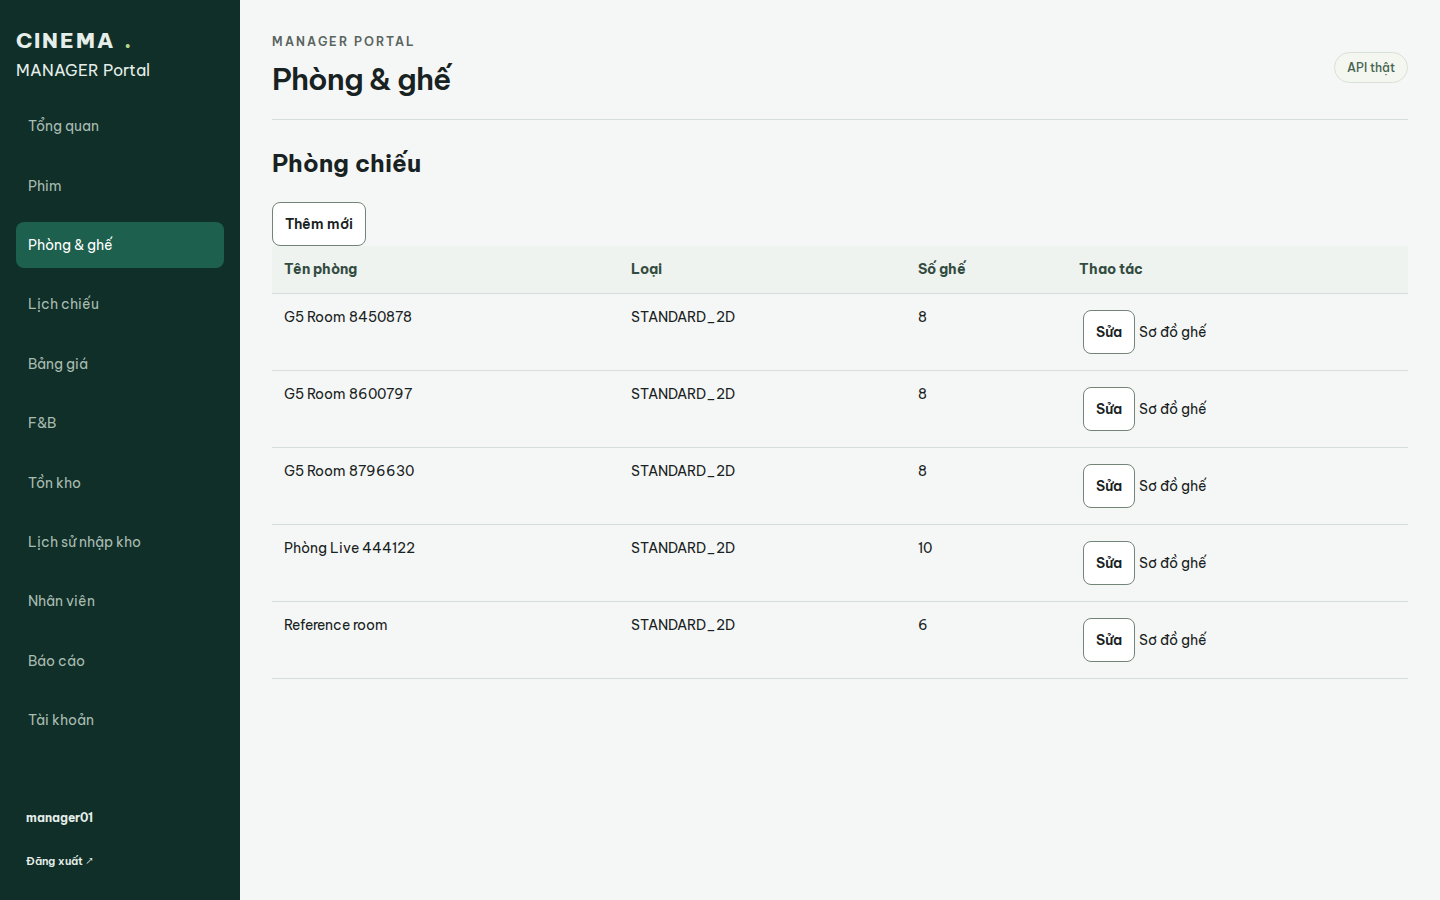 CINEMA .
MANAGER Portal
Tổng quan
Phim
Phòng & ghế
Lịch chiếu
Bảng giá
F&B
Tồn kho
Lịch sử nhập kho
Nhân viên
Báo cáo
Tài khoản
manager01
Đăng xuất ↗
MANAGER PORTAL
Phòng & ghế
API thật
Phòng chiếu
Thêm mới
Tên phòng Loại Số ghế Thao tác
G5 Room 8450878 STANDARD_2D 8 Sửa Sơ đồ ghế
G5 Room 8600797 STANDARD_2D 8 Sửa Sơ đồ ghế
G5 Room 8796630 STANDARD_2D 8 Sửa Sơ đồ ghế
Phòng Live 444122 STANDARD_2D 10 Sửa Sơ đồ ghế
Reference room STANDARD_2D 6 Sửa Sơ đồ ghế